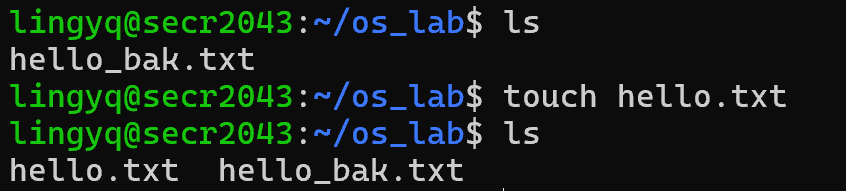 lingyq@secr2043:~/os_lab$ ls
hello_bak.txt
lingyq@secr2043:~/os_lab$ touch hello.txt
lingyq@secr2043:~/os_lab$ ls
hello.txt  hello_bak.txt